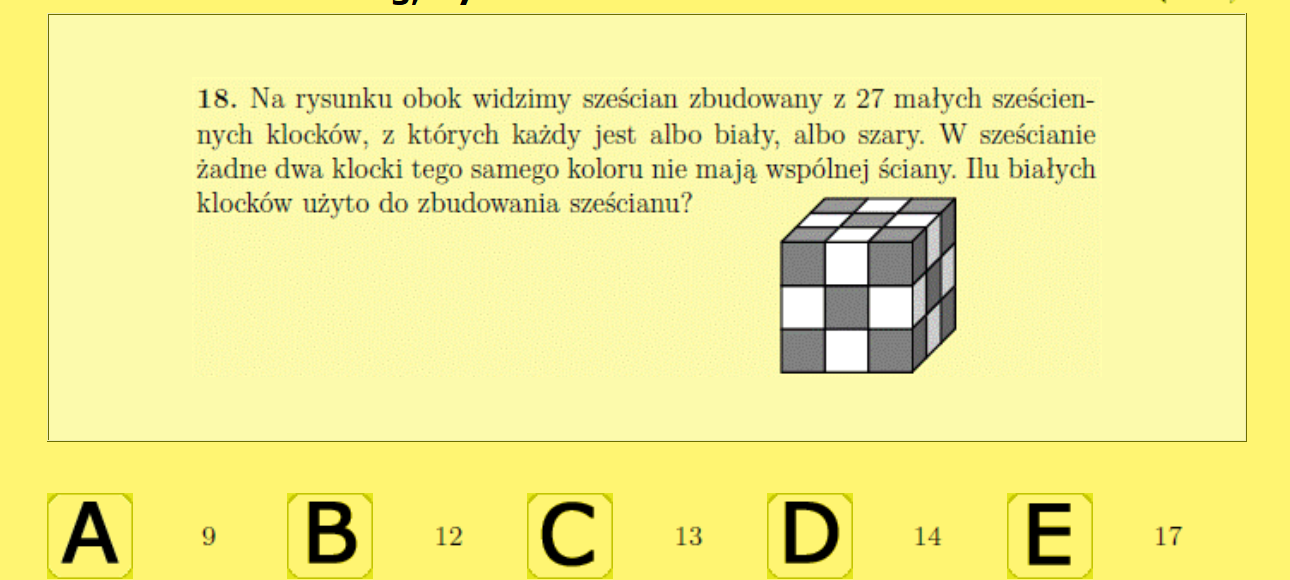 18. Na rysunku obok widzimy sześcian zbudowany z 27 małych sześcien-
nych klocków, z których każdy jest albo biały, albo szary. W sześcianie
żadne dwa klocki tego samego koloru nie mają wspólnej ściany. Ilu białych
klocków użyto do zbudowania sześcianu?
A 9 B 12 C 13 D 14 E 17